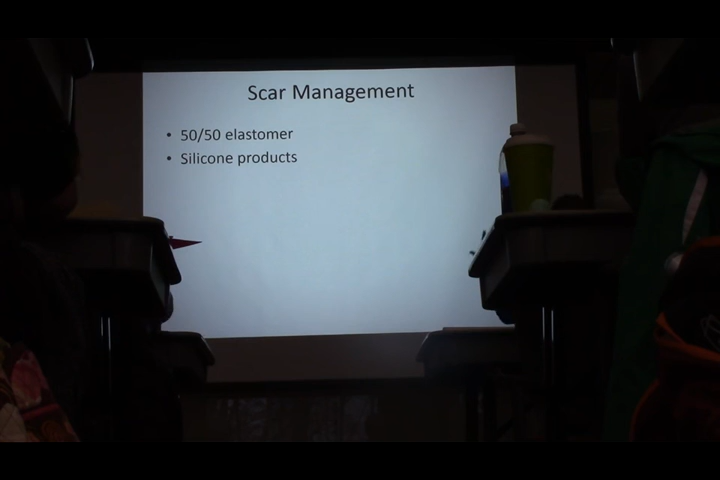 Scar Management
• 50/50 elastomer
• Silicone products